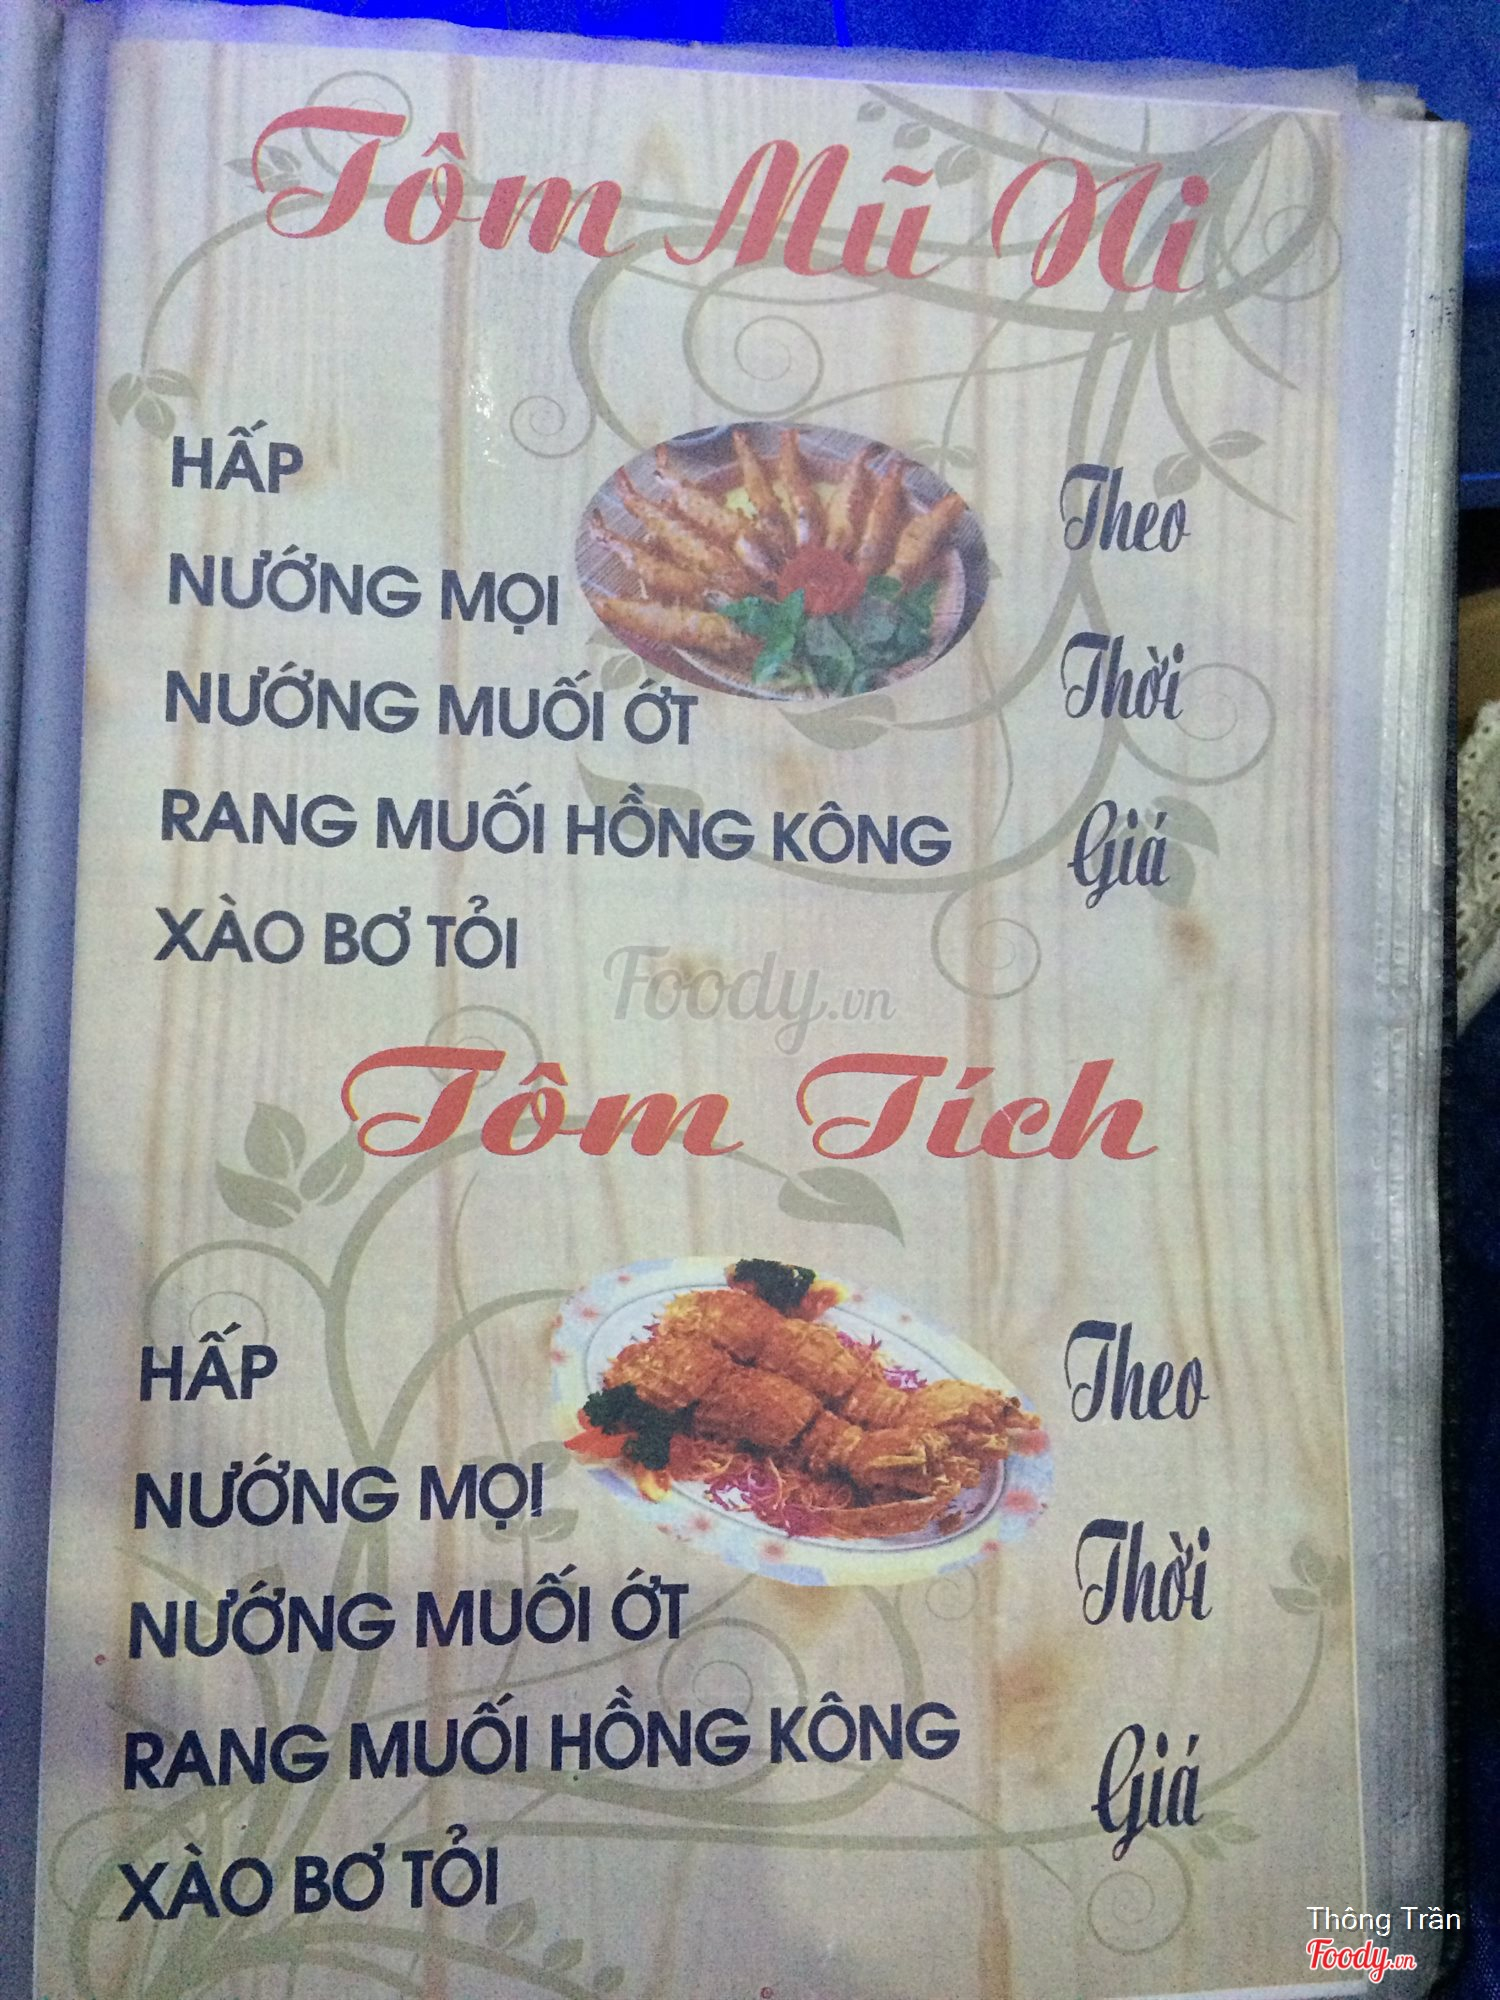 Tôm Mũ Ni
HẤP
NƯỚNG MỌI
NƯỚNG MUỐI ỚT
RANG MUỐI HỒNG KÔNG
XÀO BƠ TỎI
Theo
Thời
Giá
Foody.vn
Tôm Tích
HẤP
NƯỚNG MỌI
NƯỚNG MUỐI ỚT
RANG MUỐI HỒNG KÔNG
XÀO BƠ TỎI
Theo
Thời
Giá
Thông Trần
Foody.vn